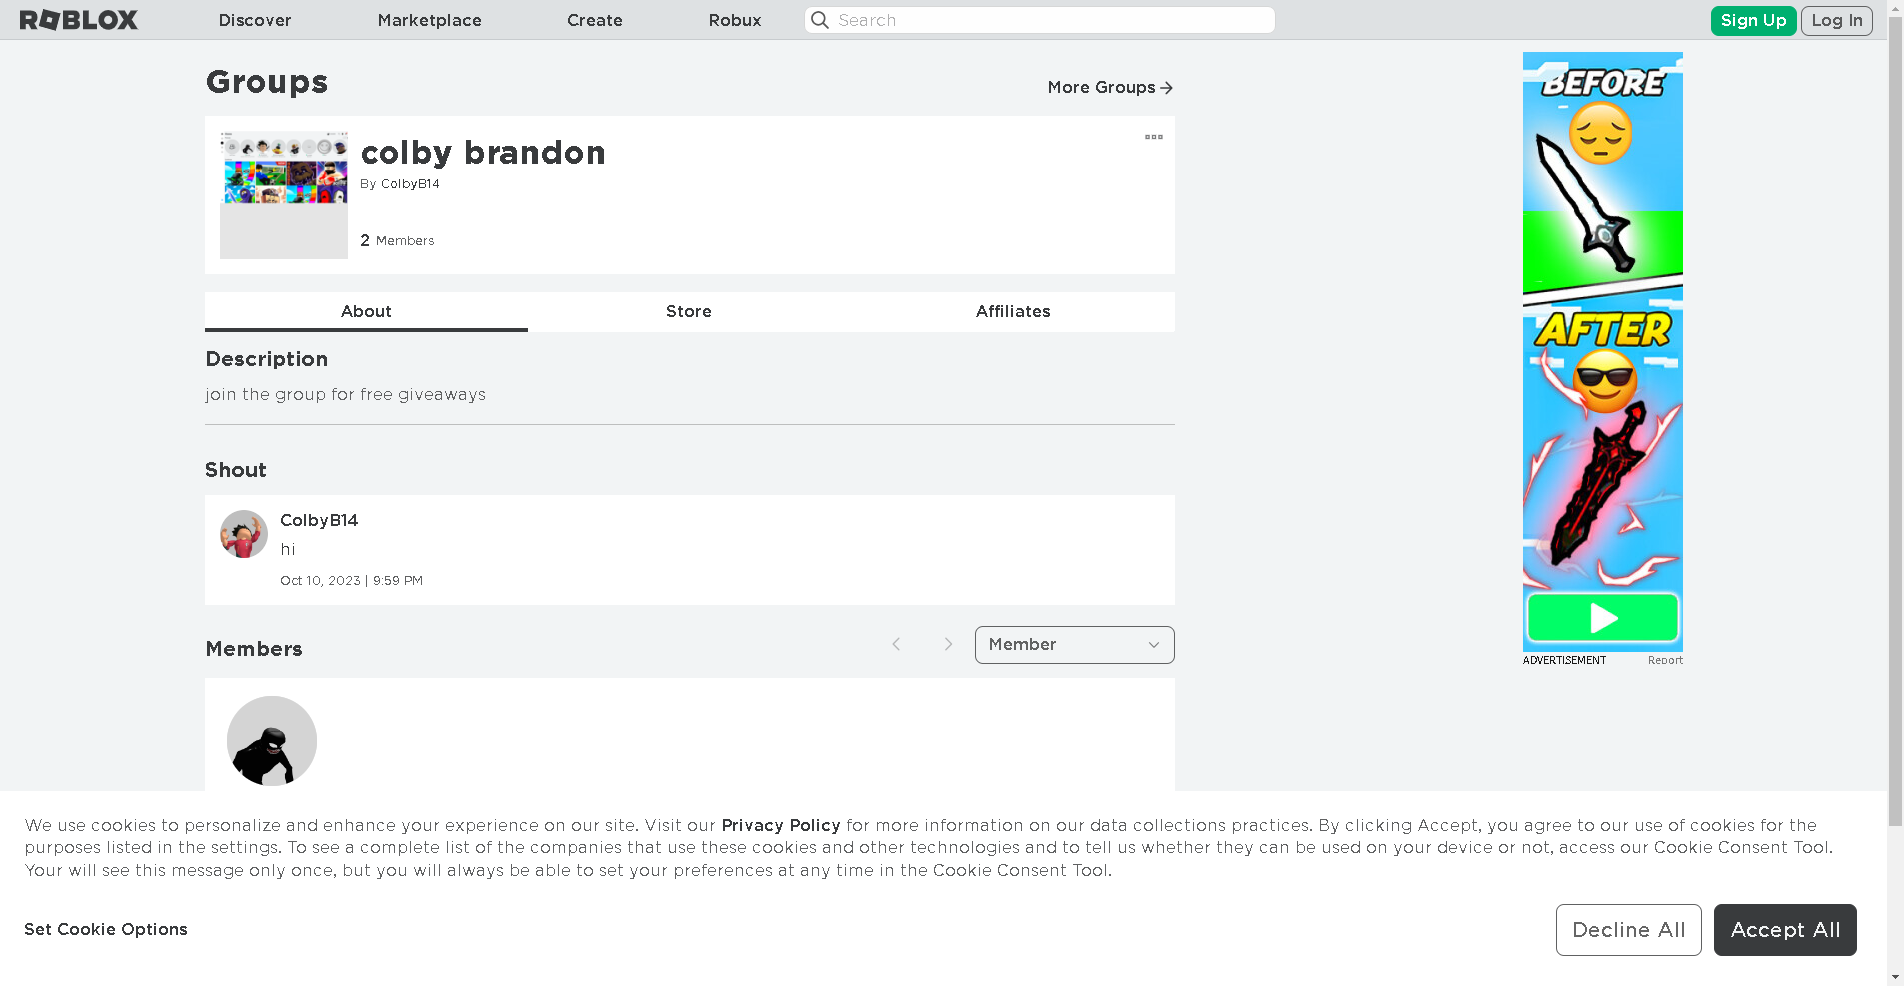 ROBLOX
Discover
Marketplace
Create
Robux
Search
Sign Up
Log In
Groups
More Groups
colby brandon
By ColbyB14
2 Members
About
Store
Affiliates
Description
join the group for free giveaways
Shout
ColbyB14
hi
Oct 10, 2023 | 9:59 PM
Members
Member
BEFORE
AFTER
ADVERTISEMENT
Report
We use cookies to personalize and enhance your experience on our site. Visit our Privacy Policy for more information on our data collections practices. By clicking Accept, you agree to our use of cookies for the
purposes listed in the settings. To see a complete list of the companies that use these cookies and other technologies and to tell us whether they can be used on your device or not, access our Cookie Consent Tool.
Your will see this message only once, but you will always be able to set your preferences at any time in the Cookie Consent Tool.
Set Cookie Options
Decline All
Accept All